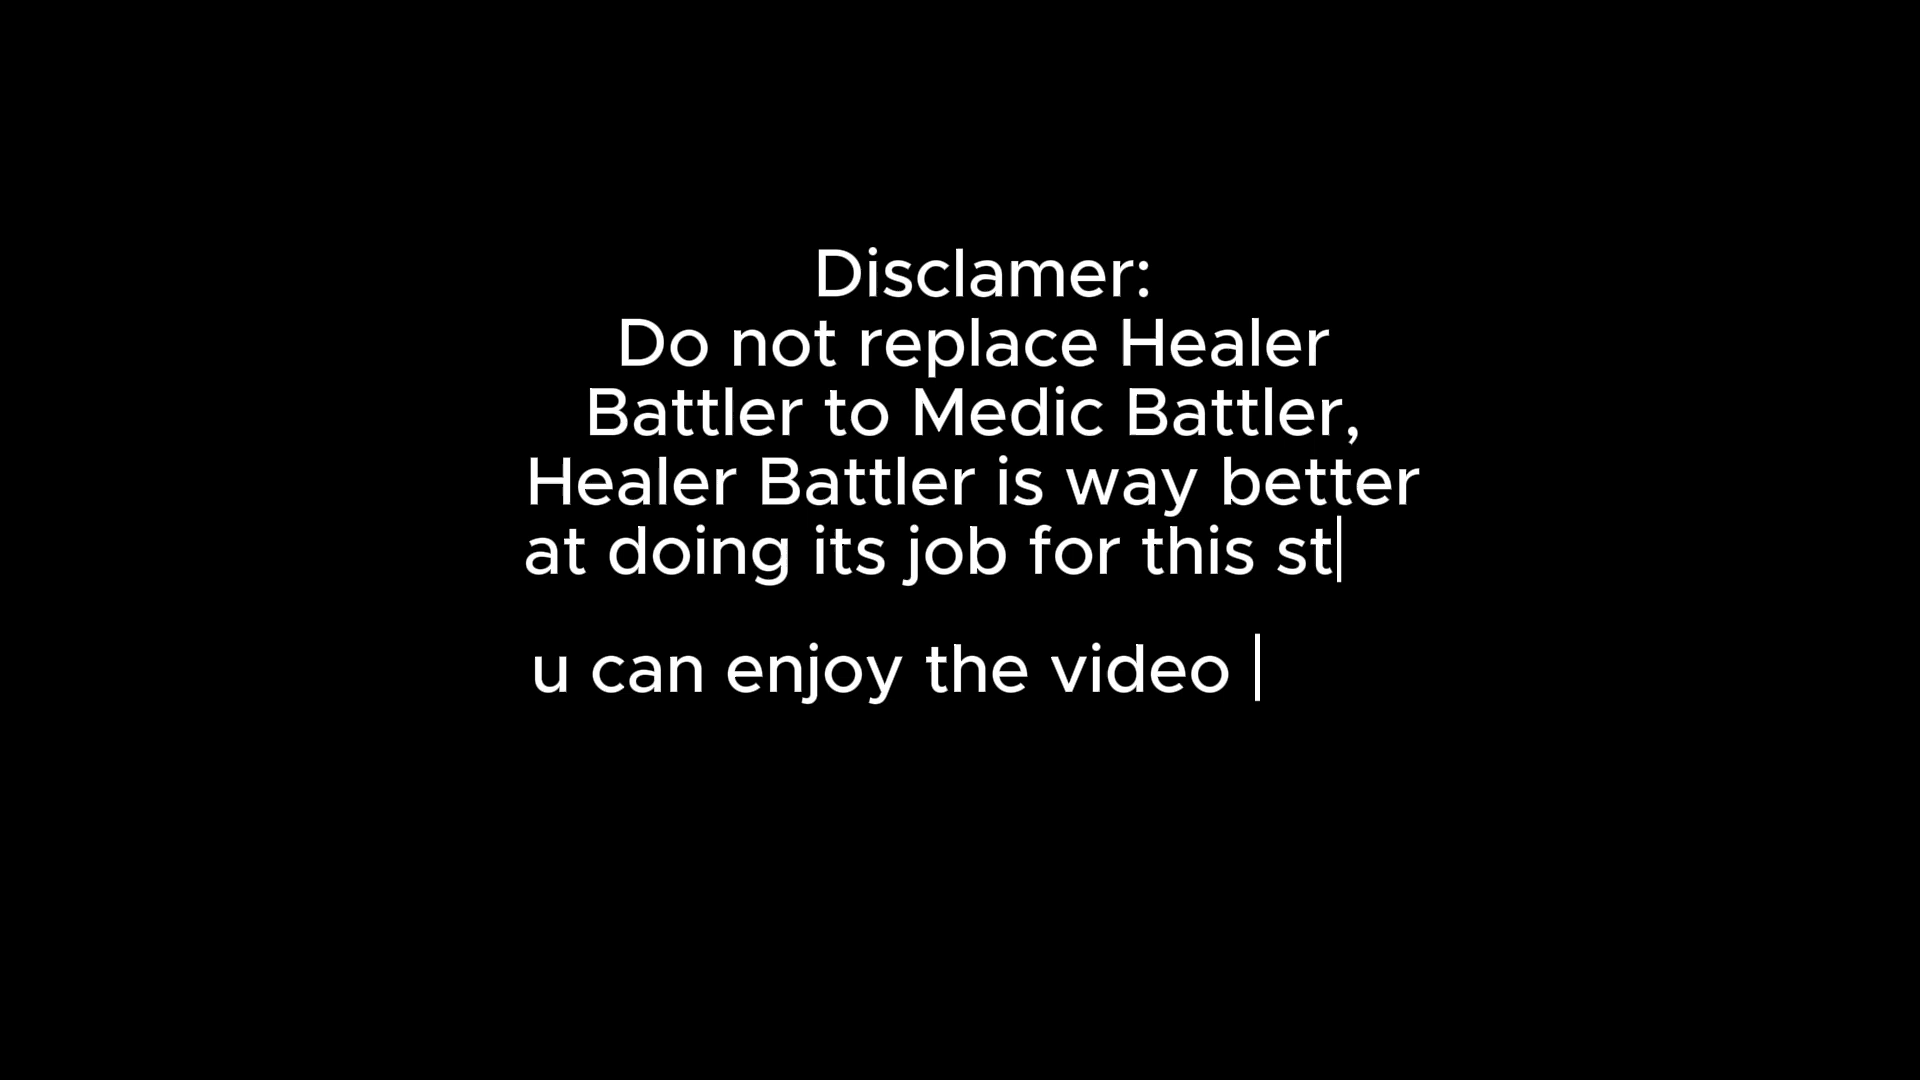 Disclamer:
Do not replace Healer
Battler to Medic Battler,
Healer Battler is way better
at doing its job for this st
u can enjoy the video